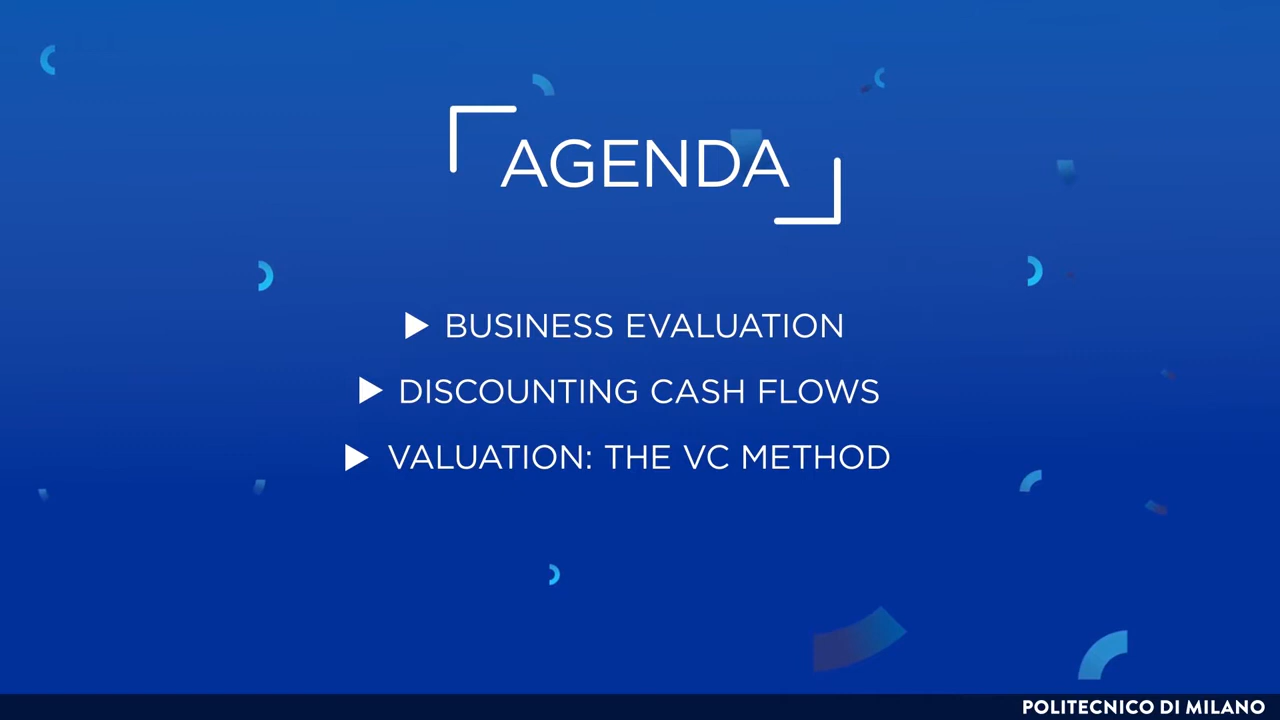 AGENDA
BUSINESS EVALUATION
DISCOUNTING CASH FLOWS
VALUATION: THE VC METHOD
POLITECNICO DI MILANO